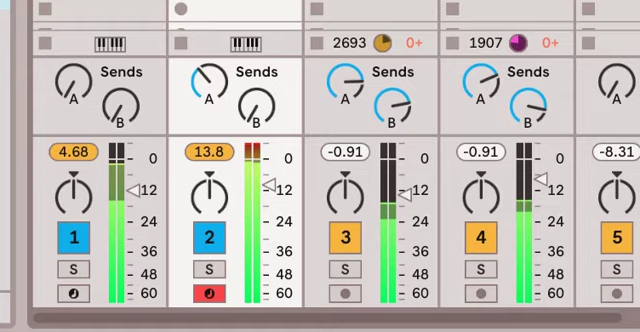 2693 0+ 1907 0+
Sends Sends Sends Sends
A A A A A
B B B B
4.68 13.8 -0.91 -0.91 -8.31
0 0 0 0
12 12 12 12
24 24 24 24
1 2 3 4 5
36 36 36 36
S S S S S
48 48 48 48
60 60 60 60